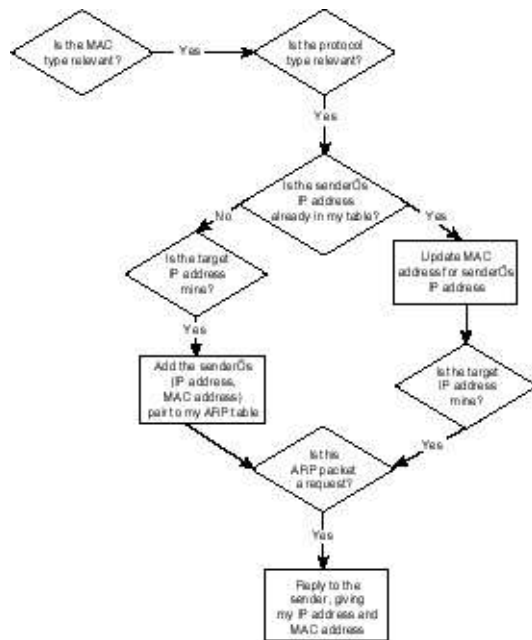 Is the MAC
type relevant?
Yes
Is the protocol
type relevant?
Yes
Is the senderÕs
IP address
already in my table?
No
Yes
Is the target
IP address
mine?
Update MAC
address for senderÕs
IP address
Yes
Add the senderÕs
(IP address,
MAC address)
pair to my ARP table
Is the target
IP address
mine?
Yes
Is this
ARP packet
a request?
Yes
Reply to the
sender, giving
my IP address and
MAC address